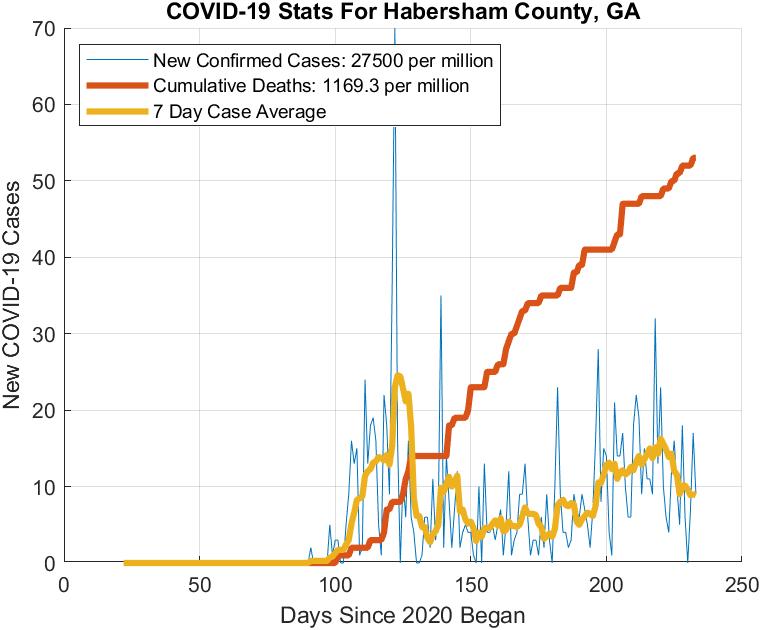 COVID-19 Stats For Habersham County, GA
New Confirmed Cases: 27500 per million
Cumulative Deaths: 1169.3 per million
7 Day Case Average
New COVID-19 Cases
70
60
50
40
30
20
10
0
0 50 100 150 200 250
Days Since 2020 Began